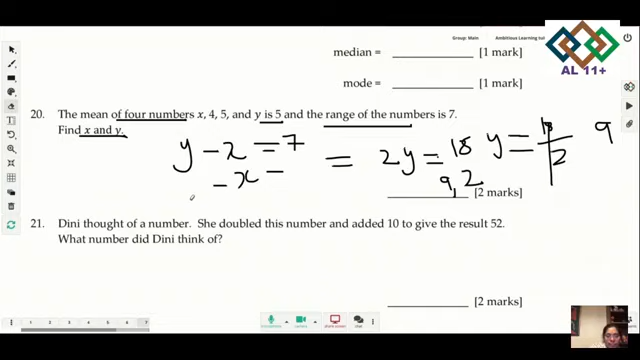 Group: Main
Ambitious Learning tui
AL 11+
median = [1 mark]
mode = [1 mark]
20. The mean of four numbers x, 4, 5, and y is 5 and the range of the numbers is 7.
Find x and y.
y - x = 7 = 2y = 18 y = 18/2 9
- x =
9, 2
[2 marks]
21. Dini thought of a number. She doubled this number and added 10 to give the result 52.
What number did Dini think of?
[2 marks]